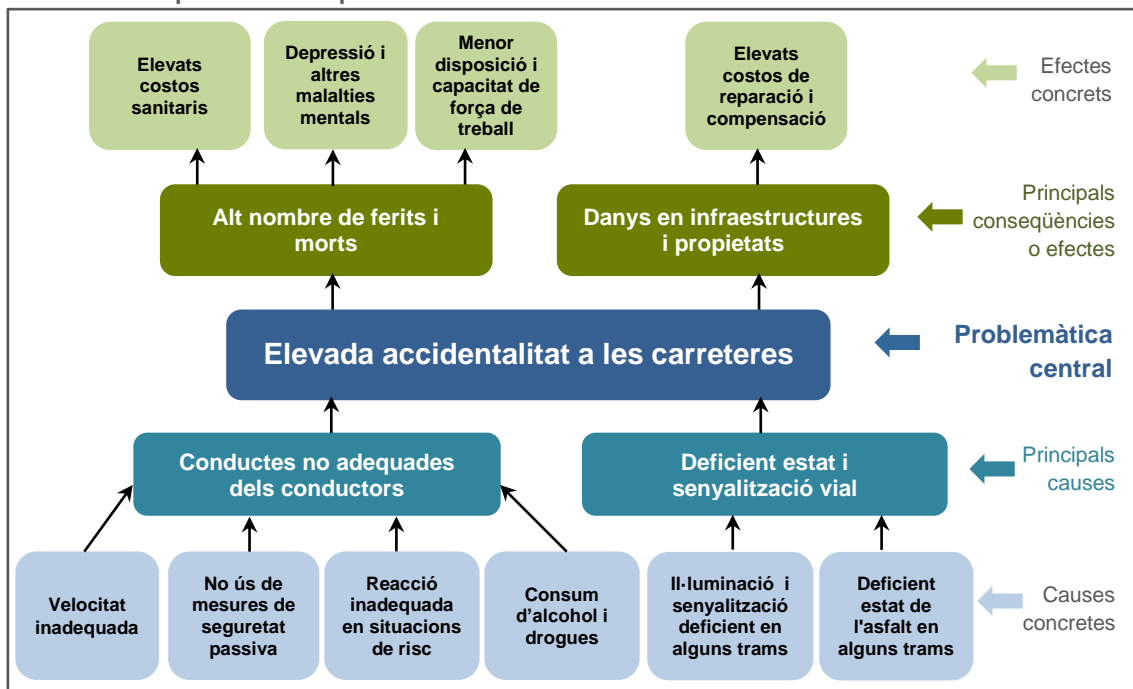 Elevats
costos
sanitaris
Depressió i
altres
malalties
mentals
Menor
disposició i
capacitat de
força de
treball
Elevats
costos de
reparació i
compensació
Efectes
concrets
Alt nombre de ferits i
morts
Danys en infraestructures
i propietats
Principals
conseqüències
o efectes
Elevada accidentalitat a les carreteres
Problemàtica
central
Conductes no adequades
dels conductors
Deficient estat i
senyalització vial
Principals
causes
Velocitat
inadequada
No ús de
mesures de
seguretat
passiva
Reacció
inadequada
en situacions
de risc
Consum
d'alcohol i
drogues
Il·luminació i
senyalització
deficient en
alguns trams
Deficient
estat de
l'asfalt en
alguns trams
Causes
concretes